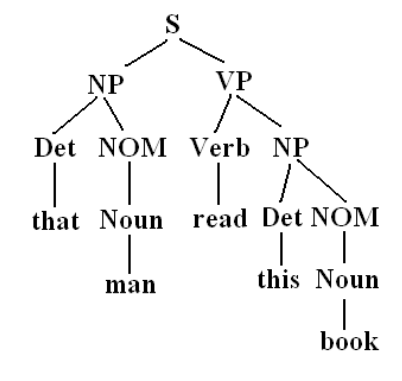 S
NP VP
Det NOM Verb NP
that Noun read Det NOM
man this Noun
book